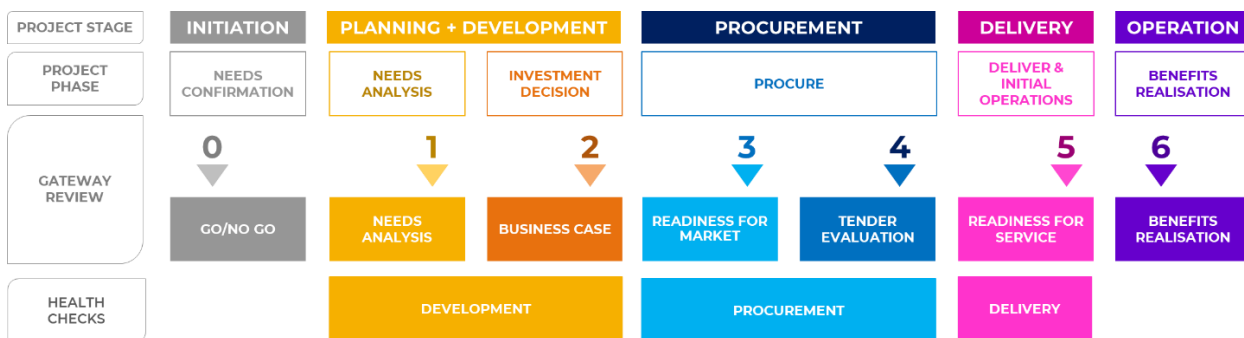 PROJECT STAGE
INITIATION
PLANNING + DEVELOPMENT
PROCUREMENT
DELIVERY
OPERATION
PROJECT
PHASE
NEEDS
CONFIRMATION
NEEDS
ANALYSIS
INVESTMENT
DECISION
PROCURE
DELIVER &
INITIAL
OPERATIONS
BENEFITS
REALISATION
GATEWAY
REVIEW
0
1
2
3
4
5
6
GO/NO GO
NEEDS
ANALYSIS
BUSINESS CASE
READINESS FOR
MARKET
TENDER
EVALUATION
READINESS FOR
SERVICE
BENEFITS
REALISATION
HEALTH
CHECKS
DEVELOPMENT
PROCUREMENT
DELIVERY